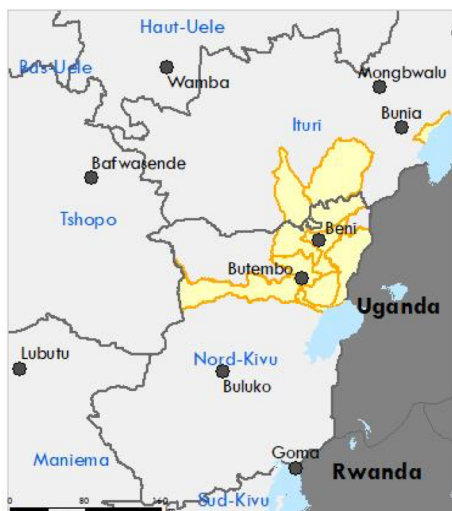 Haut-Uele
Bas-Uele
Wamba
Mongbwalu
Bunia
Ituri
Bafwasende
Tshopo
Beni
Butembo
Uganda
Lubutu
Nord-Kivu
Buluko
Maniema
Goma
Rwanda
Sud-Kivu
0 80 160